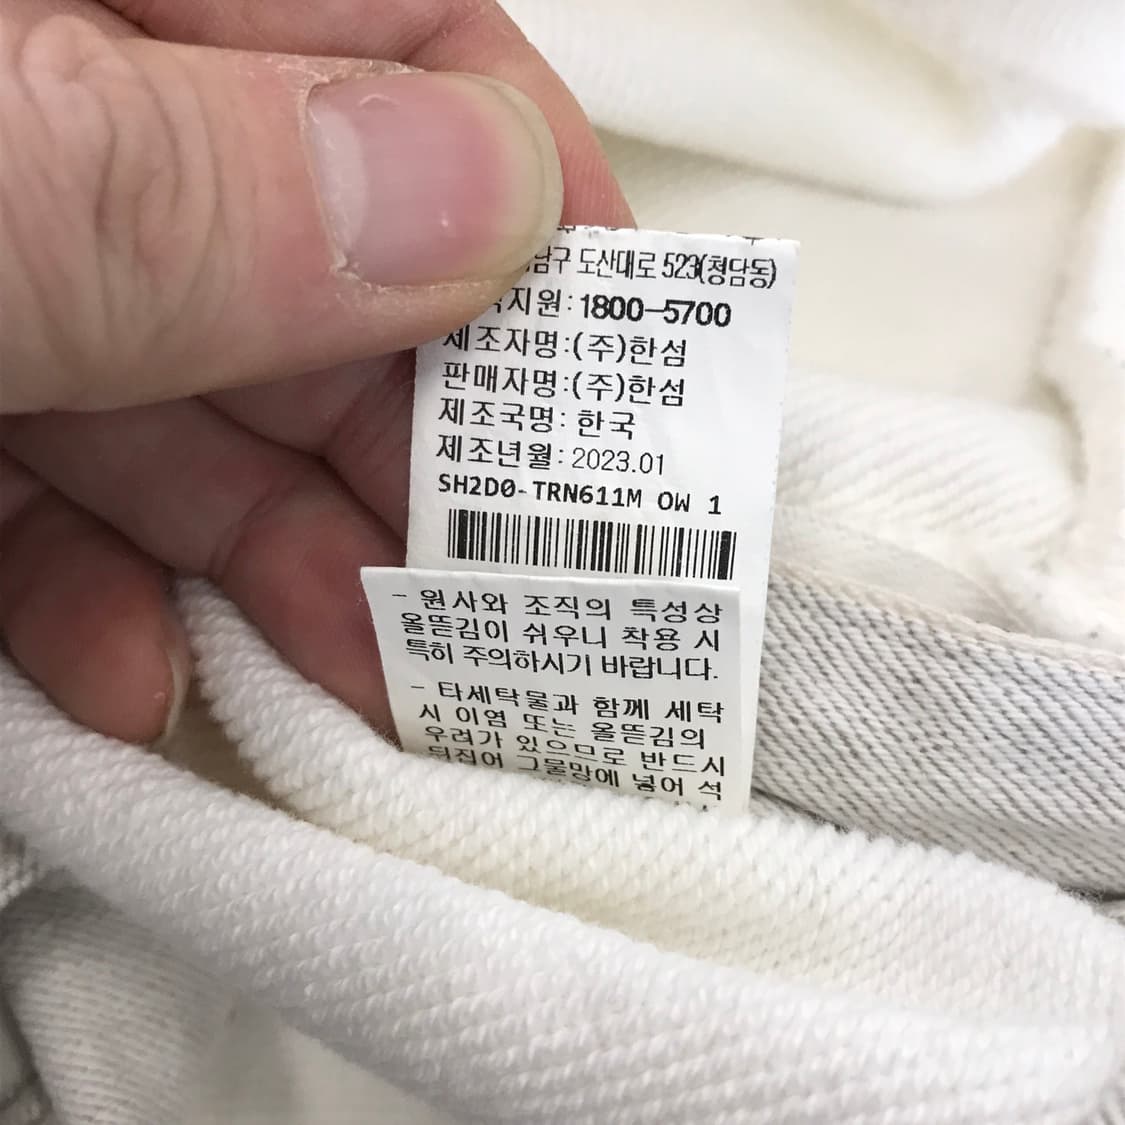 도산대로 523(청담동)
지원:1800-5700
제조자명:(주)한섬
판매자명:(주)한섬
제조국명: 한국
제조년월: 2023.01
SH2D0-TRN611M OW 1
- 원사와 조직의 특성상
올뜯김이 쉬우니 착용 시
특히 주의하시기 바랍니다.
- 타세탁물과 함께 세탁
시 이염 또는 올뜯김의
우려가 있으므로 반드시
뒤집어 그물망에 넣어 석